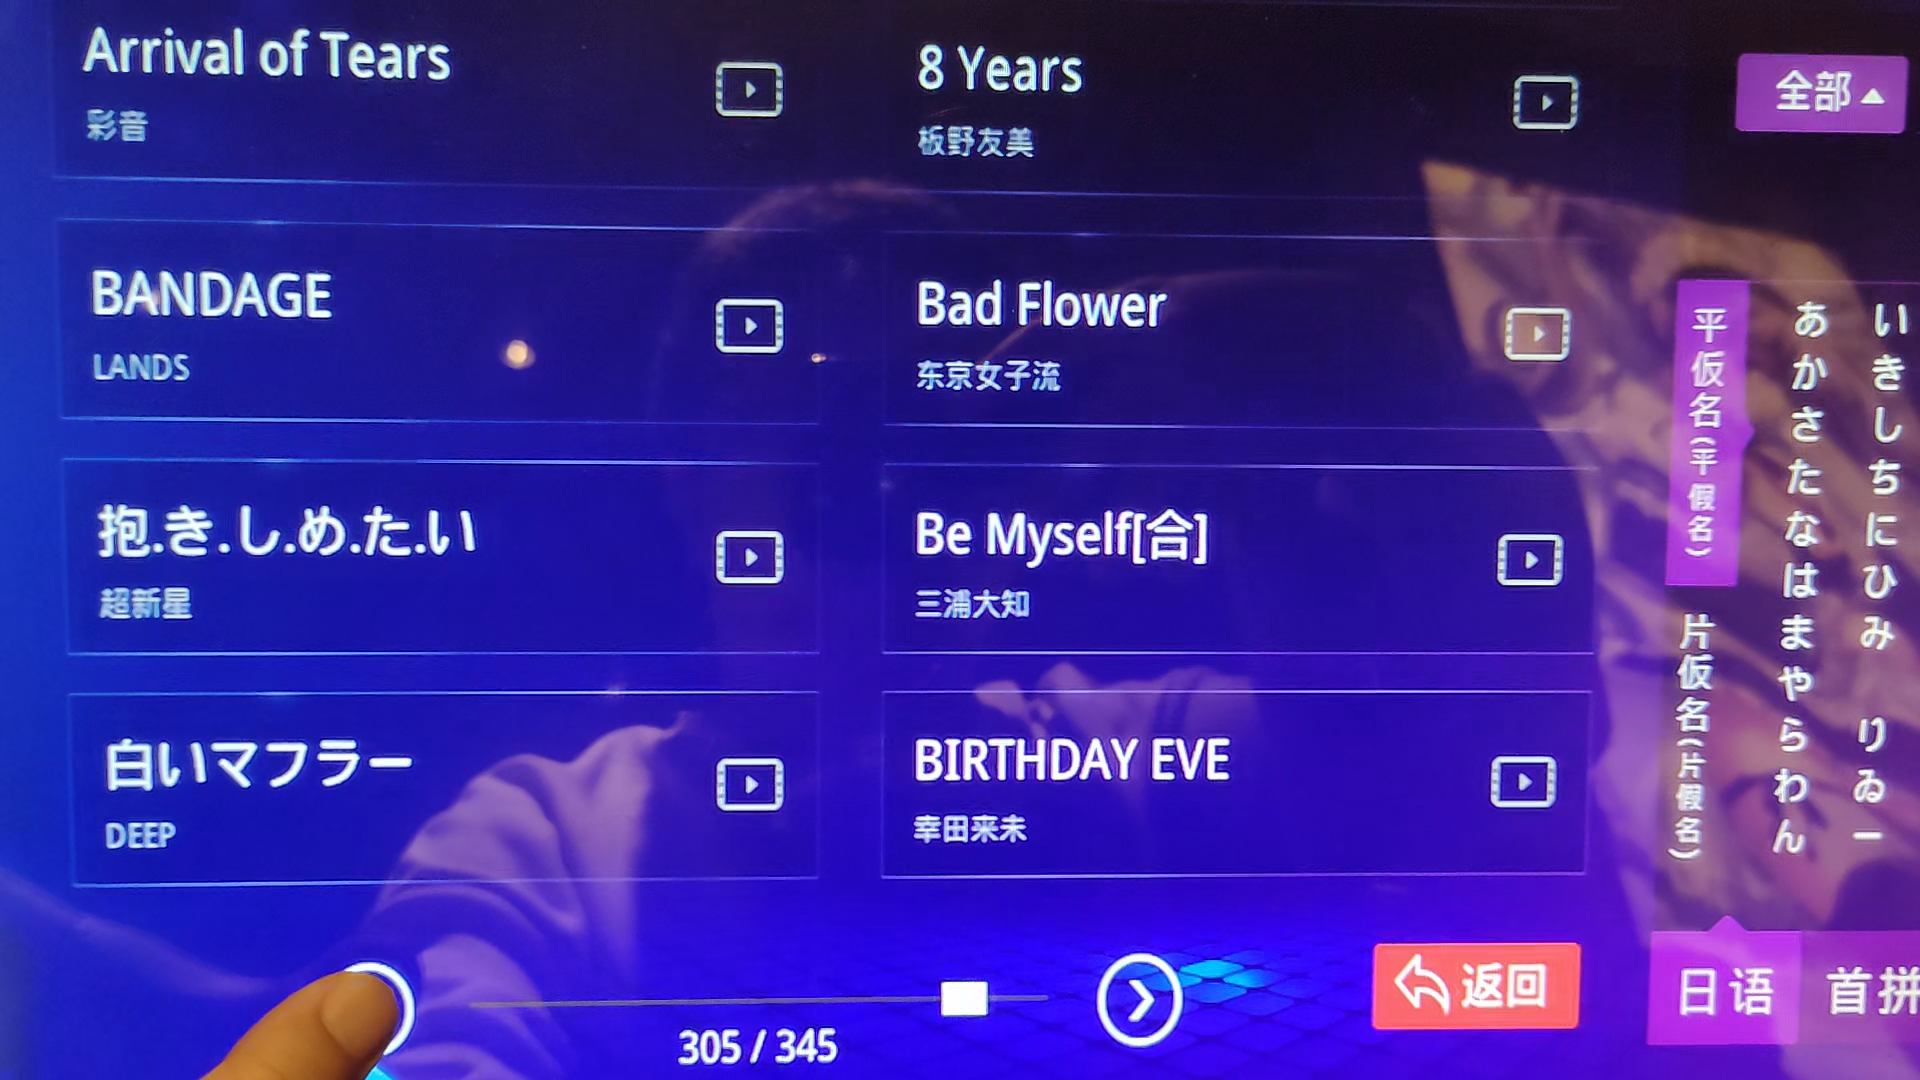 Arrival of Tears
彩音
8 Years
板野友美
BANDAGE
LANDS
Bad Flower
东京女子流
抱.き.し.め.た.い
超新星
Be Myself[合]
三浦大知
白いマフラー
DEEP
BIRTHDAY EVE
幸田来未
305 / 345
返回
全部
平仮名(平假名)
片仮名(片假名)
あかさたなはまやらわん
いきしちにひみ りゐー
日语
首拼